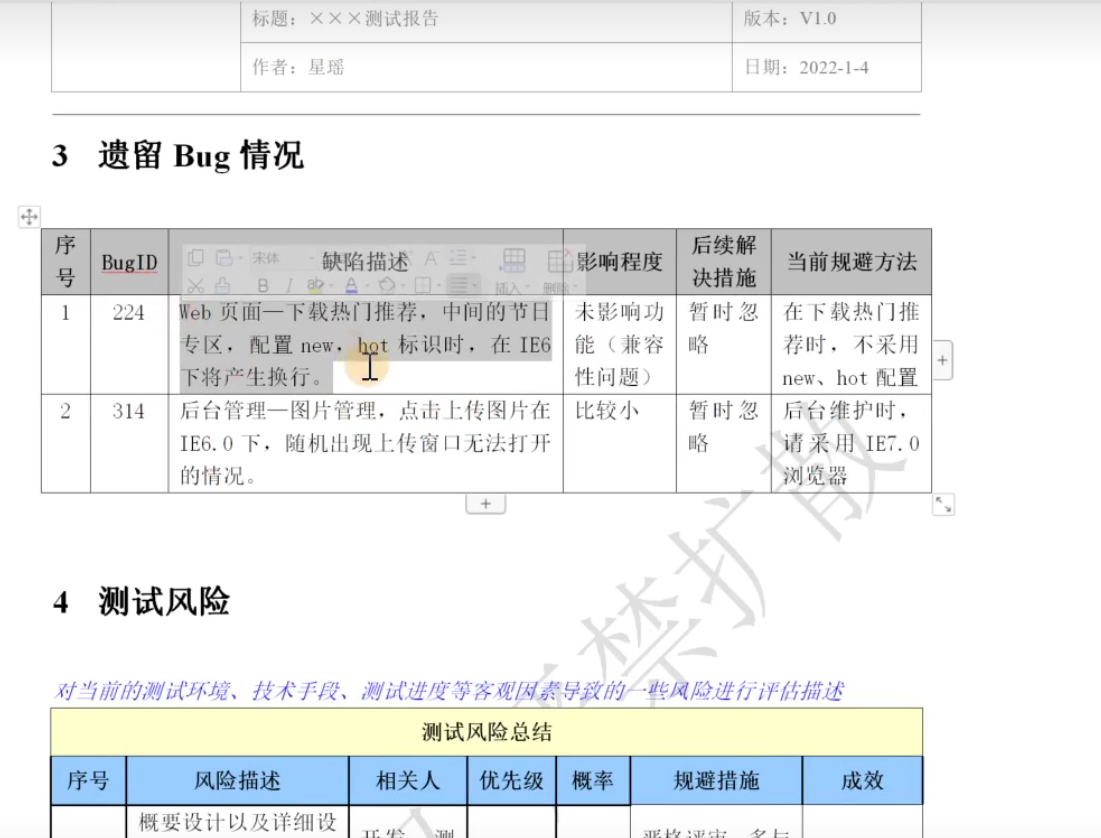 标题：×××测试报告
版本：V1.0
作者：星瑶
日期：2022-1-4
3 遗留 Bug 情况
序号
BugID
缺陷描述
影响程度
后续解
决措施
当前规避方法
宋体
插入
删除
1
224
Web 页面—下载热门推荐，中间的节日
专区，配置 new，hot 标识时，在 IE6
下将产生换行。
未影响功
能（兼容
性问题）
暂时忽
略
在下载热门推
荐时，不采用
new、hot 配置
2
314
后台管理—图片管理，点击上传图片在
IE6.0 下，随机出现上传窗口无法打开
的情况。
比较小
暂时忽
略
后台维护时，
请采用 IE7.0
浏览器
4 测试风险
对当前的测试环境、技术手段、测试进度等客观因素导致的一些风险进行评估描述
测试风险总结
序号
风险描述
相关人
优先级
概率
规避措施
成效
概要设计以及详细设
禁扩散